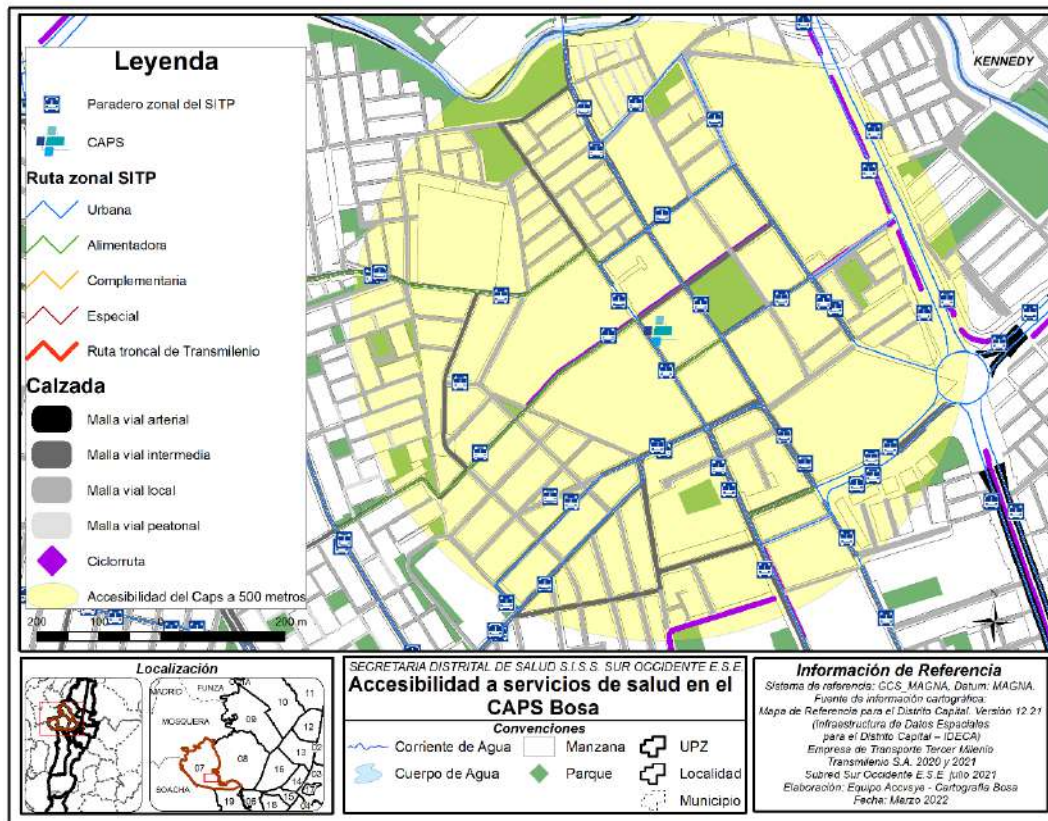 Leyenda
Paradero zonal del SITP
CAPS
Ruta zonal SITP
Urbana
Alimentadora
Complementaria
Especial
Ruta troncal de Transmilenio
Calzada
Malla vial arterial
Malla vial intermedia
Malla vial local
Malla vial peatonal
Ciclorruta
Accesibilidad del Caps a 500 metros
200 100 0 200 m
KENNEDY
Localización
MADRID
FUNZA
MOSQUERA
SOACHA
11
10
09
12
13
02
07
08
16
14
03
15
19
18
SECRETARIA DISTRITAL DE SALUD S.I.S.S. SUR OCCIDENTE E.S.E.
Accesibilidad a servicios de salud en el
CAPS Bosa
Convenciones
Corriente de Agua
Manzana
UPZ
Cuerpo de Agua
Parque
Localidad
Municipio
Información de Referencia
Sistema de referencia: GCS_MAGNA, Datum: MAGNA.
Fuente de información cartográfica:
Mapa de Referencia para el Distrito Capital. Versión 12.21
(Infraestructura de Datos Espaciales
para el Distrito Capital – IDECA)
Empresa de Transporte Tercer Milenio
Transmilenio S.A. 2020 y 2021
Subred Sur Occidente E.S.E. julio 2021
Elaboración: Equipo Accvsye - Cartografía Bosa
Fecha: Marzo 2022